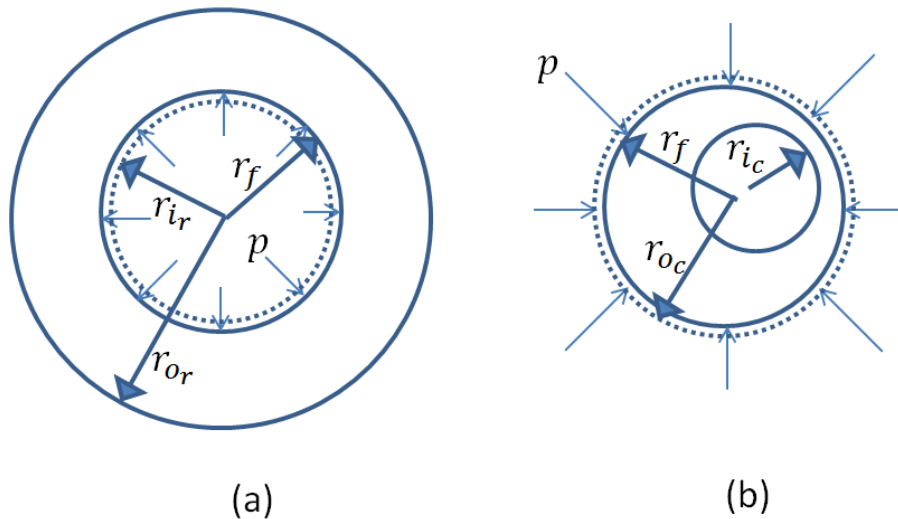 r_f
r_{i_r}
p
r_{o_r}
(a)
p
r_f
r_{i_c}
r_{o_c}
(b)